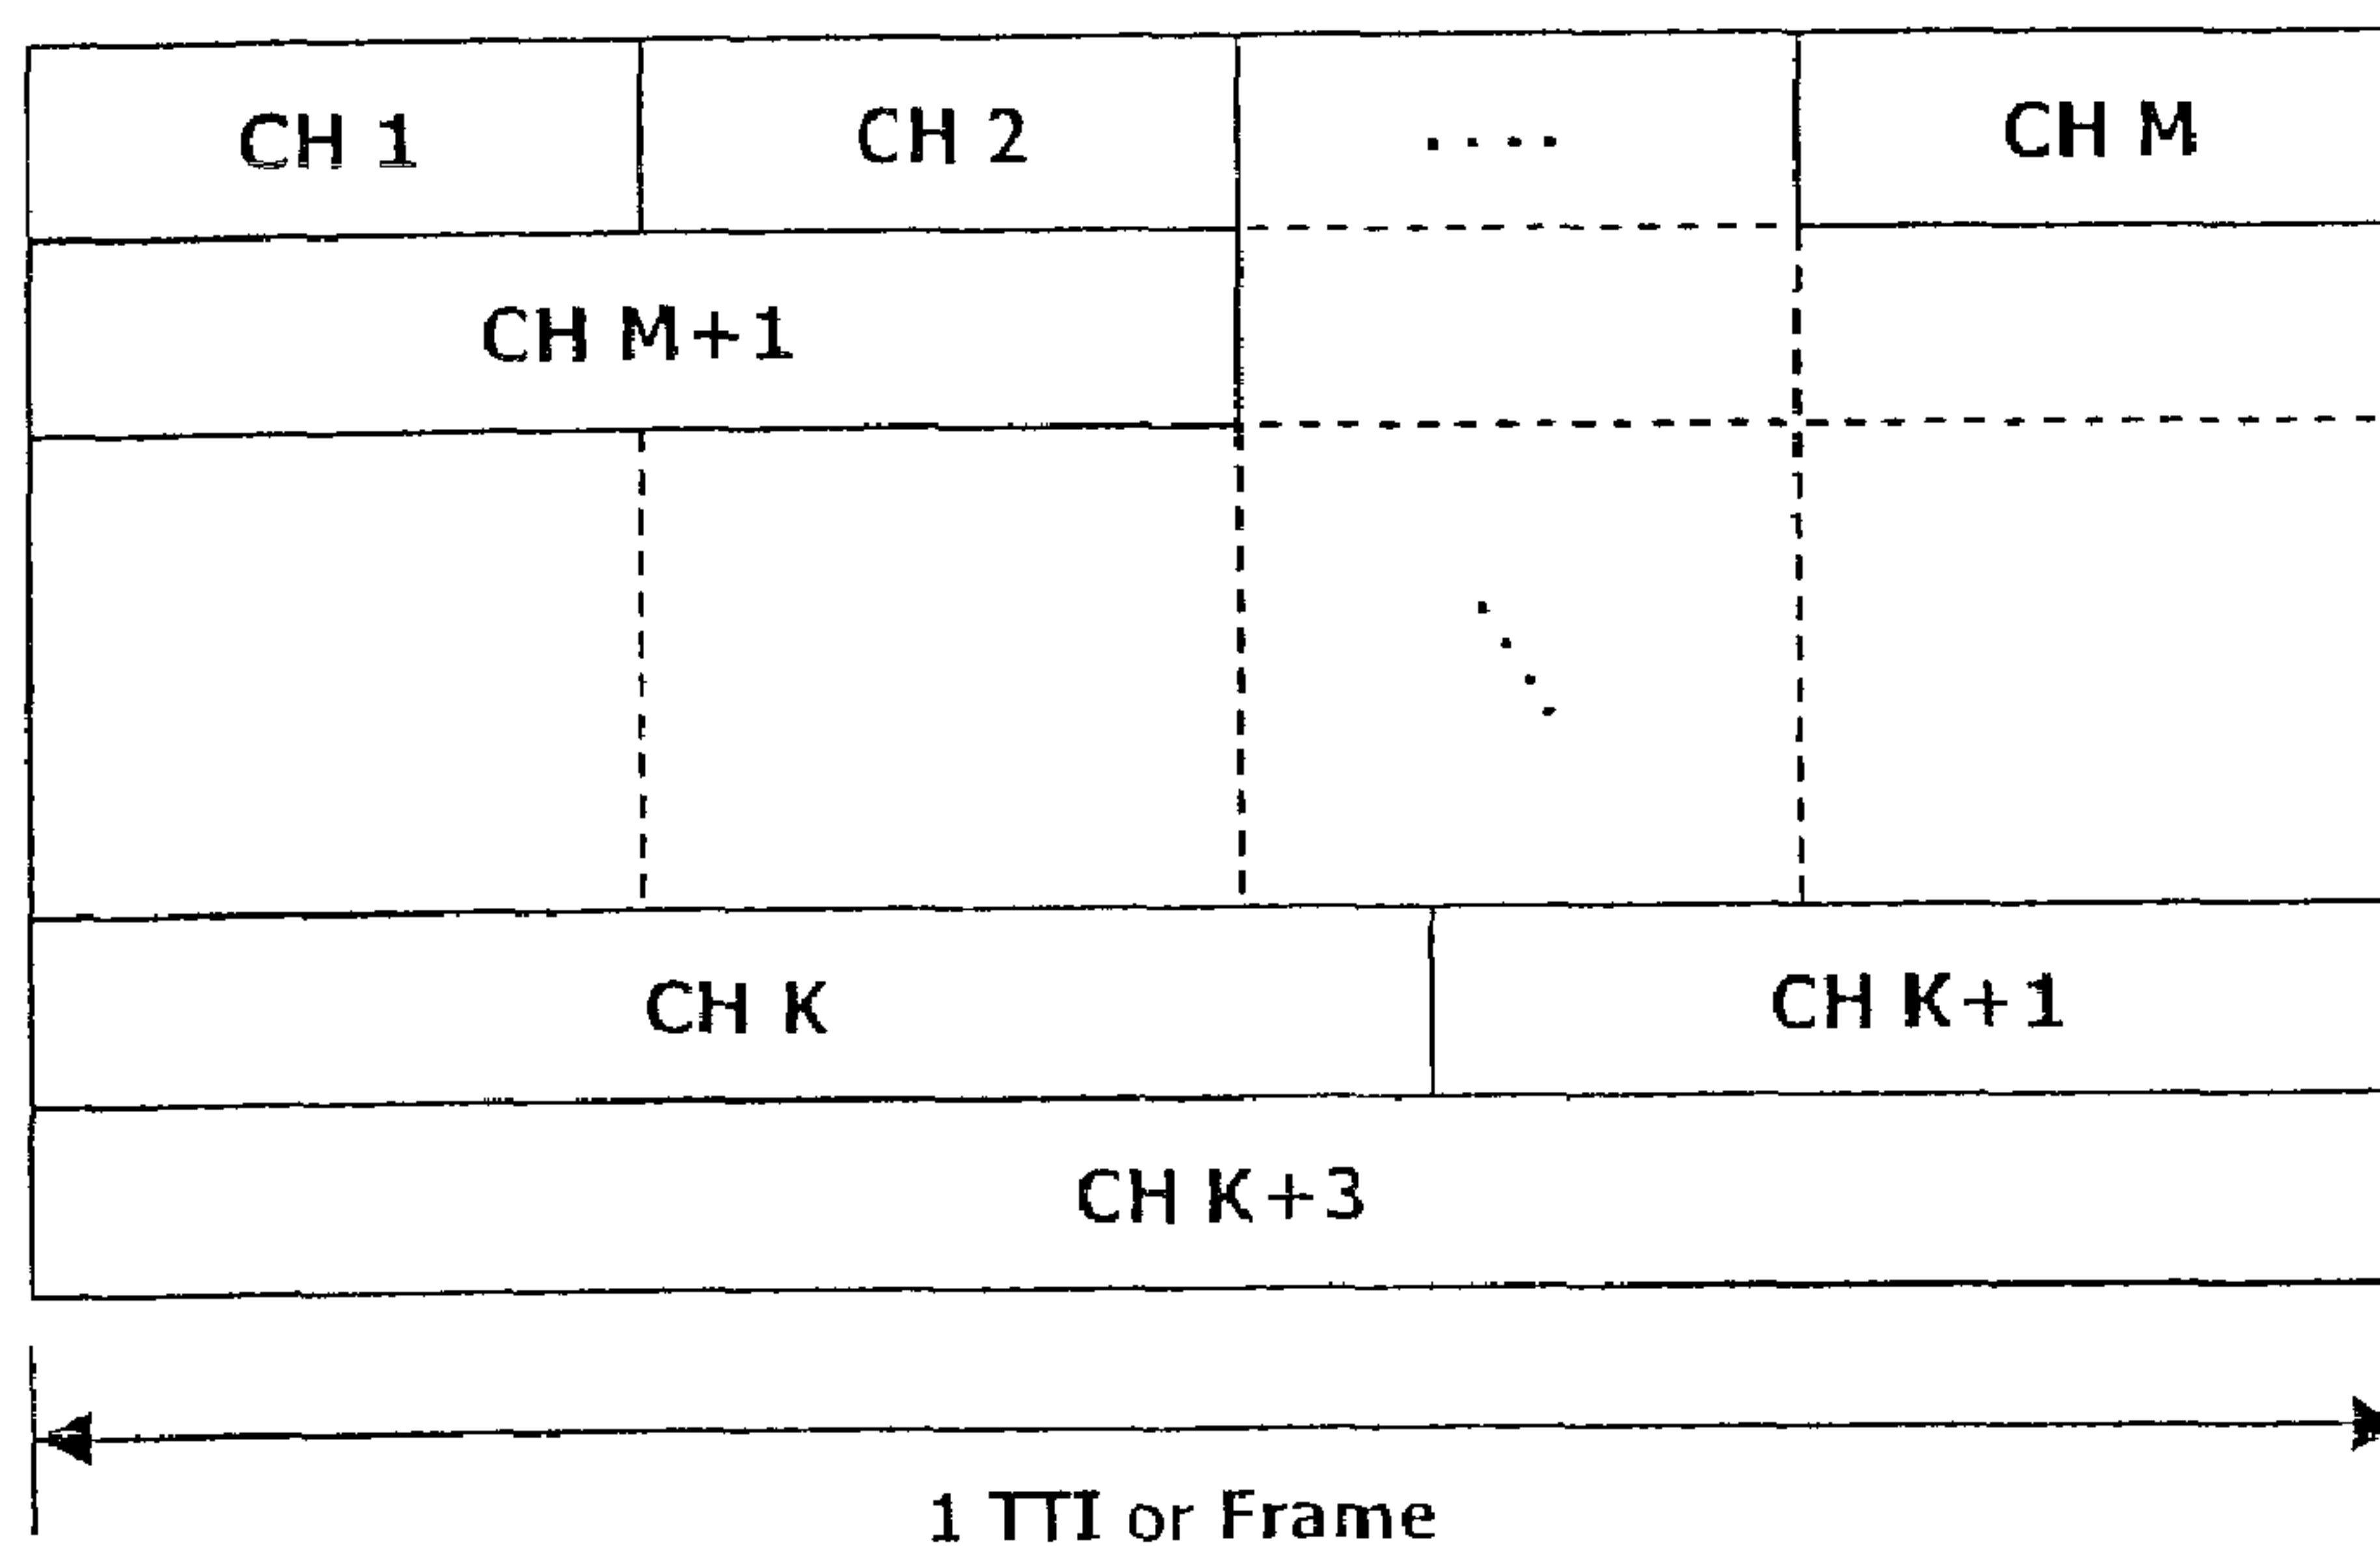 CH 1 CH 2 .... CH M
CH M+1
CH K CH K+1
CH K+3
1 TTI or Frame